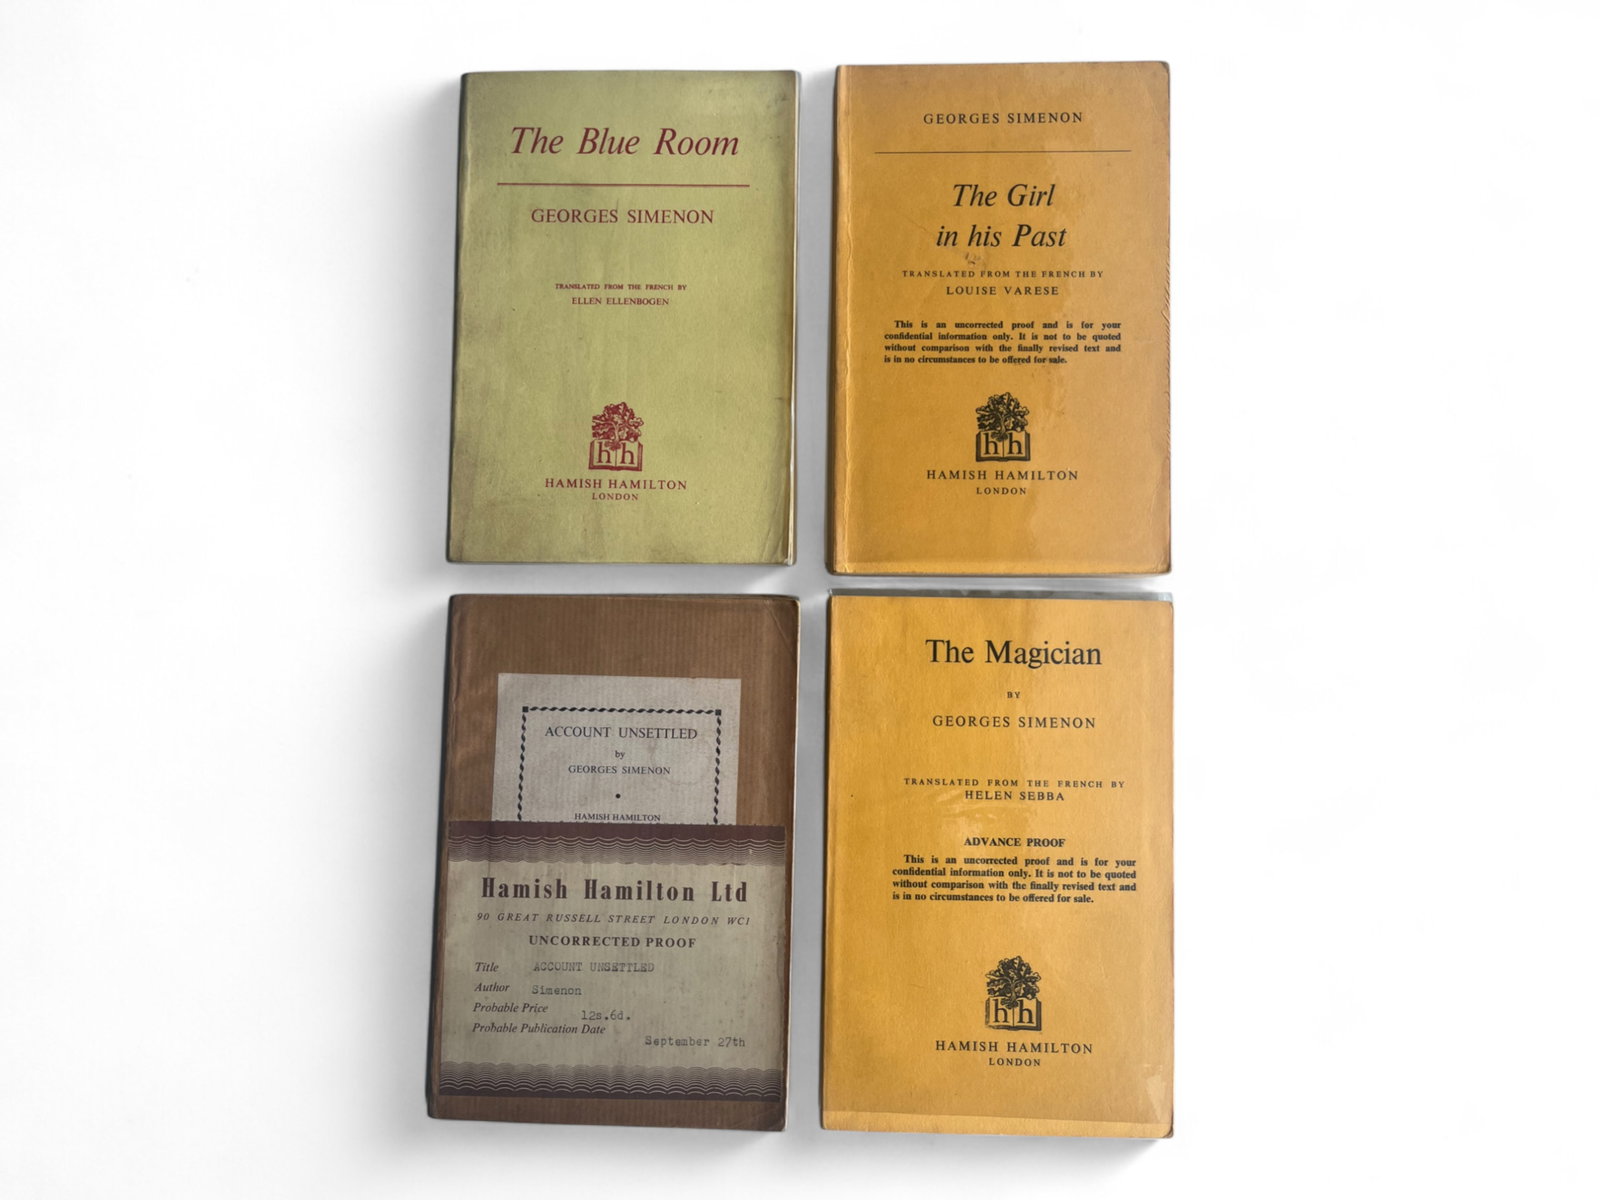 The Blue Room
GEORGES SIMENON
TRANSLATED FROM THE FRENCH BY
ELLEN ELLENBOGEN
h h
HAMISH HAMILTON
LONDON
GEORGES SIMENON
The Girl
in his Past
TRANSLATED FROM THE FRENCH BY
LOUISE VARESE
This is an uncorrected proof and is for your
confidential information only. It is not to be quoted
without comparison with the finally revised text and
is in no circumstances to be offered for sale.
h h
HAMISH HAMILTON
LONDON
ACCOUNT UNSETTLED
by
GEORGES SIMENON
HAMISH HAMILTON
Hamish Hamilton Ltd
90 GREAT RUSSELL STREET LONDON WC1
UNCORRECTED PROOF
Title ACCOUNT UNSETTLED
Author Simenon
Probable Price 12s.6d.
Probable Publication Date
September 27th
The Magician
BY
GEORGES SIMENON
TRANSLATED FROM THE FRENCH BY
HELEN SEBBA
ADVANCE PROOF
This is an uncorrected proof and is for your
confidential information only. It is not to be quoted
without comparison with the finally revised text and
is in no circumstances to be offered for sale.
h h
HAMISH HAMILTON
LONDON